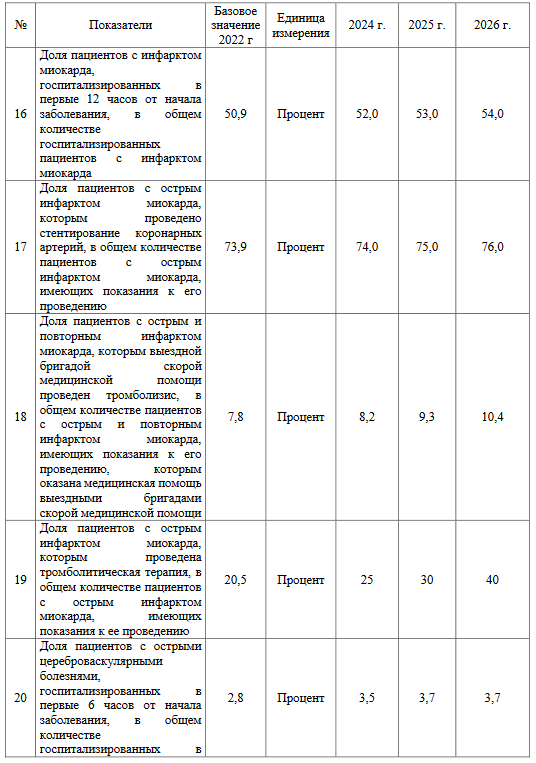 №
Показатели
Базовое
значение
2022 г
Единица
измерения
2024 г.
2025 г.
2026 г.
16
Доля пациентов с инфарктом
миокарда,
госпитализированных в
первые 12 часов от начала
заболевания, в общем
количестве
госпитализированных
пациентов с инфарктом
миокарда
50,9
Процент
52,0
53,0
54,0
17
Доля пациентов с острым
инфарктом миокарда,
которым проведено
стентирование коронарных
артерий, в общем количестве
пациентов с острым
инфарктом миокарда,
имеющих показания к его
проведению
73,9
Процент
74,0
75,0
76,0
18
Доля пациентов с острым и
повторным инфарктом
миокарда, которым выездной
бригадой скорой
медицинской помощи
проведен тромболизис, в
общем количестве пациентов
с острым и повторным
инфарктом миокарда,
имеющих показания к его
проведению, которым
оказана медицинская помощь
выездными бригадами
скорой медицинской помощи
7,8
Процент
8,2
9,3
10,4
19
Доля пациентов с острым
инфарктом миокарда,
которым проведена
тромболитическая терапия, в
общем количестве пациентов
с острым инфарктом
миокарда, имеющих
показания к ее проведению
20,5
Процент
25
30
40
20
Доля пациентов с острыми
цереброваскулярными
болезнями,
госпитализированных в
первые 6 часов от начала
заболевания, в общем
количестве
госпитализированных в
2,8
Процент
3,5
3,7
3,7